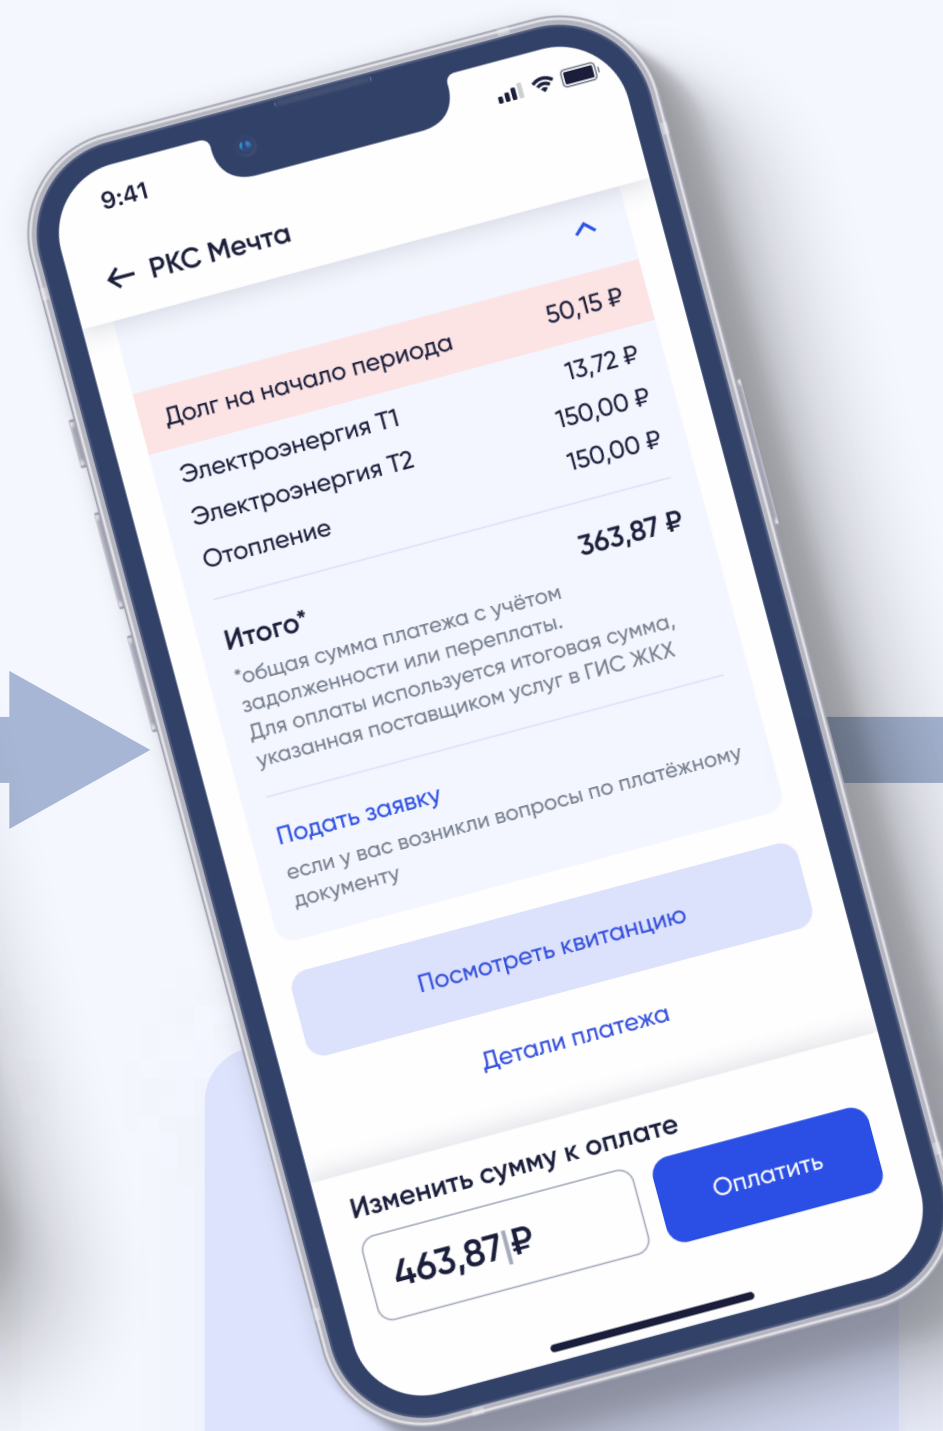 9:41
← РКС Мечта
Долг на начало периода 50,15 ₽
Электроэнергия Т1 13,72 ₽
Электроэнергия Т2 150,00 ₽
Отопление 150,00 ₽
Итого* 363,87 ₽
*общая сумма платежа с учётом
задолженности или переплаты.
Для оплаты используется итоговая сумма,
указанная поставщиком услуг в ГИС ЖКХ
Подать заявку
если у вас возникли вопросы по платёжному
документу
Посмотреть квитанцию
Детали платежа
Изменить сумму к оплате
463,87 ₽
Оплатить